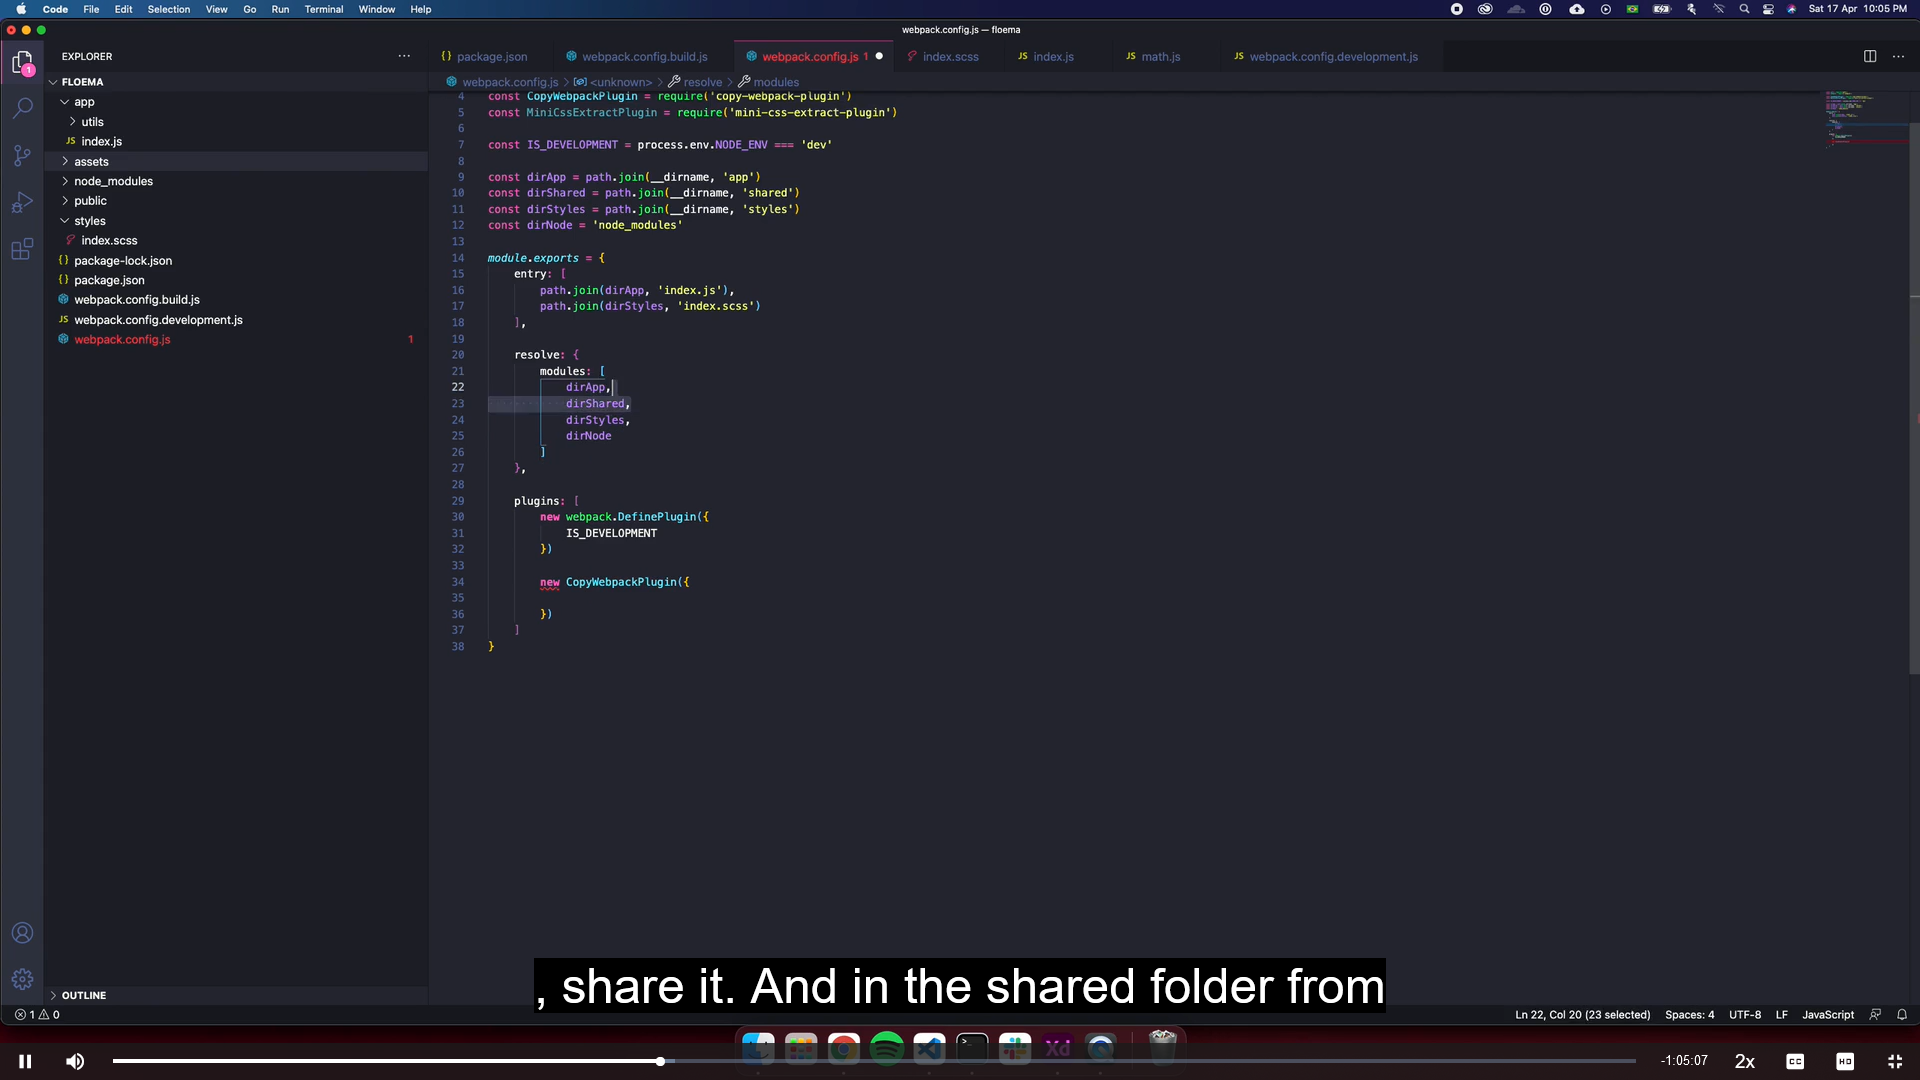 Code File Edit Selection View Go Run Terminal Window Help
Sat 17 Apr 10:05 PM
webpack.config.js — floema
EXPLORER
1
package.json
webpack.config.build.js
webpack.config.js 1
index.scss
index.js
math.js
webpack.config.development.js
webpack.config.js > <unknown> > resolve > modules
FLOEMA
app
utils
index.js
assets
node_modules
public
styles
index.scss
package-lock.json
package.json
webpack.config.build.js
webpack.config.development.js
webpack.config.js 1
4 const CopyWebpackPlugin = require('copy-webpack-plugin')
5 const MiniCssExtractPlugin = require('mini-css-extract-plugin')
6
7 const IS_DEVELOPMENT = process.env.NODE_ENV === 'dev'
8
9 const dirApp = path.join(__dirname, 'app')
10 const dirShared = path.join(__dirname, 'shared')
11 const dirStyles = path.join(__dirname, 'styles')
12 const dirNode = 'node_modules'
13
14 module.exports = {
15 entry: [
16 path.join(dirApp, 'index.js'),
17 path.join(dirStyles, 'index.scss')
18 ],
19
20 resolve: {
21 modules: [
22 dirApp,
23 dirShared,
24 dirStyles,
25 dirNode
26 ]
27 },
28
29 plugins: [
30 new webpack.DefinePlugin({
31 IS_DEVELOPMENT
32 })
33
34 new CopyWebpackPlugin({
35
36 })
37 ]
38 }
, share it. And in the shared folder from
OUTLINE
1 0
Ln 22, Col 20 (23 selected) Spaces: 4 UTF-8 LF JavaScript
Xd
-1:05:07
2x
CC
HD